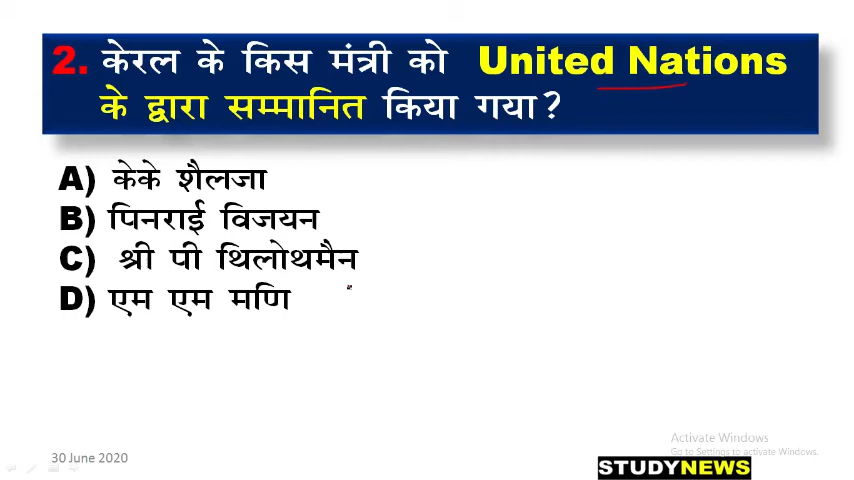 2. केरल के किस मंत्री को United Nations
के द्वारा सम्मानित किया गया?
A) केके शैलजा
B) पिनराई विजयन
C) श्री पी थिलोथमैन
D) एम एम मणि
Activate Windows
Go to Settings to activate Windows.
30 June 2020
STUDYNEWS